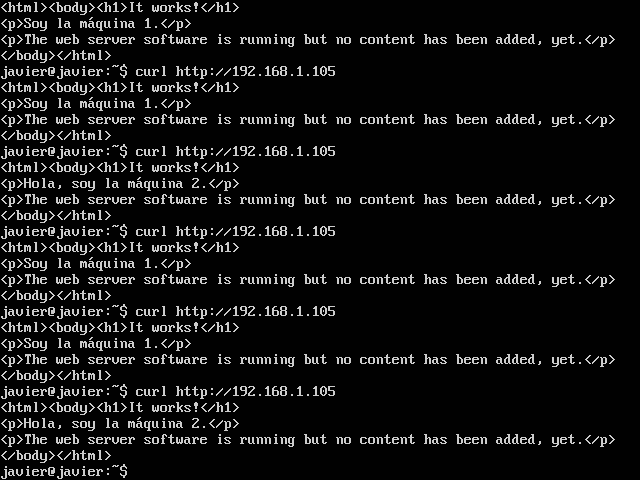 <html><body><h1>It works!</h1>
<p>Soy la máquina 1.</p>
<p>The web server software is running but no content has been added, yet.</p>
</body></html>
javier@javier:~$ curl http://192.168.1.105
<html><body><h1>It works!</h1>
<p>Soy la máquina 1.</p>
<p>The web server software is running but no content has been added, yet.</p>
</body></html>
javier@javier:~$ curl http://192.168.1.105
<html><body><h1>It works!</h1>
<p>Hola, soy la máquina 2.</p>
<p>The web server software is running but no content has been added, yet.</p>
</body></html>
javier@javier:~$ curl http://192.168.1.105
<html><body><h1>It works!</h1>
<p>Soy la máquina 1.</p>
<p>The web server software is running but no content has been added, yet.</p>
</body></html>
javier@javier:~$ curl http://192.168.1.105
<html><body><h1>It works!</h1>
<p>Soy la máquina 1.</p>
<p>The web server software is running but no content has been added, yet.</p>
</body></html>
javier@javier:~$ curl http://192.168.1.105
<html><body><h1>It works!</h1>
<p>Hola, soy la máquina 2.</p>
<p>The web server software is running but no content has been added, yet.</p>
</body></html>
javier@javier:~$